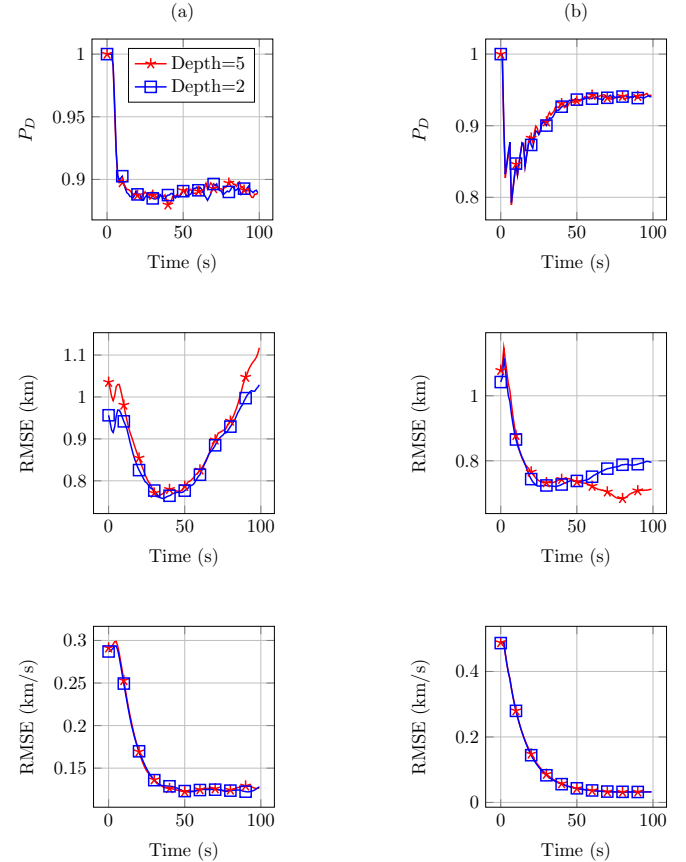 (a)
(b)
1
0.95
0.9
P_D
0 50 100
Time (s)
Depth=5
Depth=2
1
0.9
0.8
P_D
0 50 100
Time (s)
1.1
1
0.9
0.8
0.7
RMSE (km)
0 50 100
Time (s)
1
0.8
RMSE (km)
0 50 100
Time (s)
0.3
0.25
0.2
0.15
RMSE (km/s)
0 50 100
Time (s)
0.4
0.2
0
RMSE (km/s)
0 50 100
Time (s)